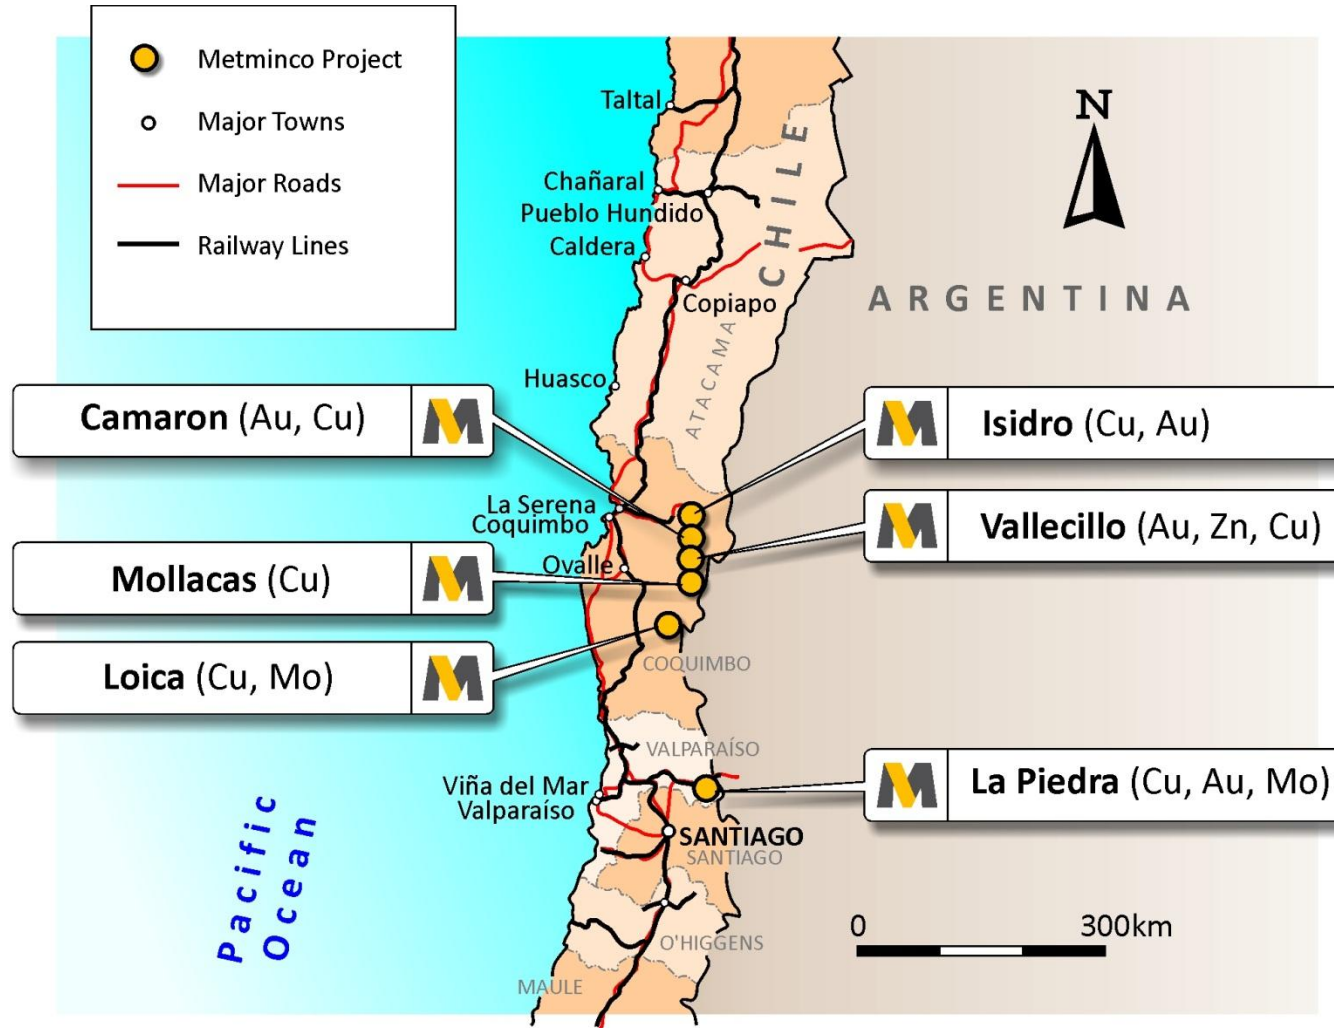 Metminco Project
Major Towns
Major Roads
Railway Lines
N
Taltal
Chañaral
Pueblo Hundido
Caldera
Copiapo
Huasco
CHILE
ARGENTINA
ATACAMA
Camaron (Au, Cu)
Isidro (Cu, Au)
La Serena
Coquimbo
Vallecillo (Au, Zn, Cu)
Ovalle
Mollacas (Cu)
Loica (Cu, Mo)
COQUIMBO
VALPARAÍSO
Viña del Mar
Valparaíso
La Piedra (Cu, Au, Mo)
SANTIAGO
SANTIAGO
Pacific
Ocean
O'HIGGENS
MAULE
0 300km